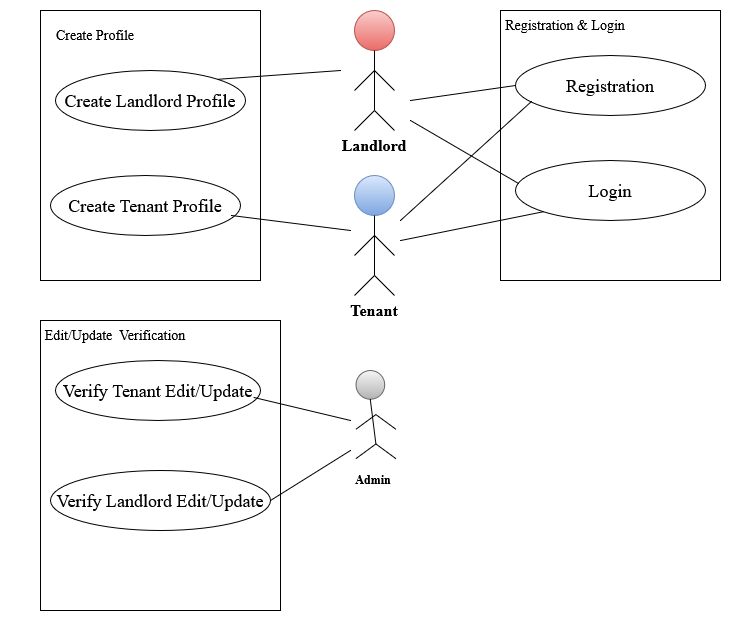 Create Profile
Create Landlord Profile
Create Tenant Profile
Landlord
Tenant
Registration & Login
Registration
Login
Edit/Update  Verification
Verify Tenant Edit/Update
Verify Landlord Edit/Update
Admin